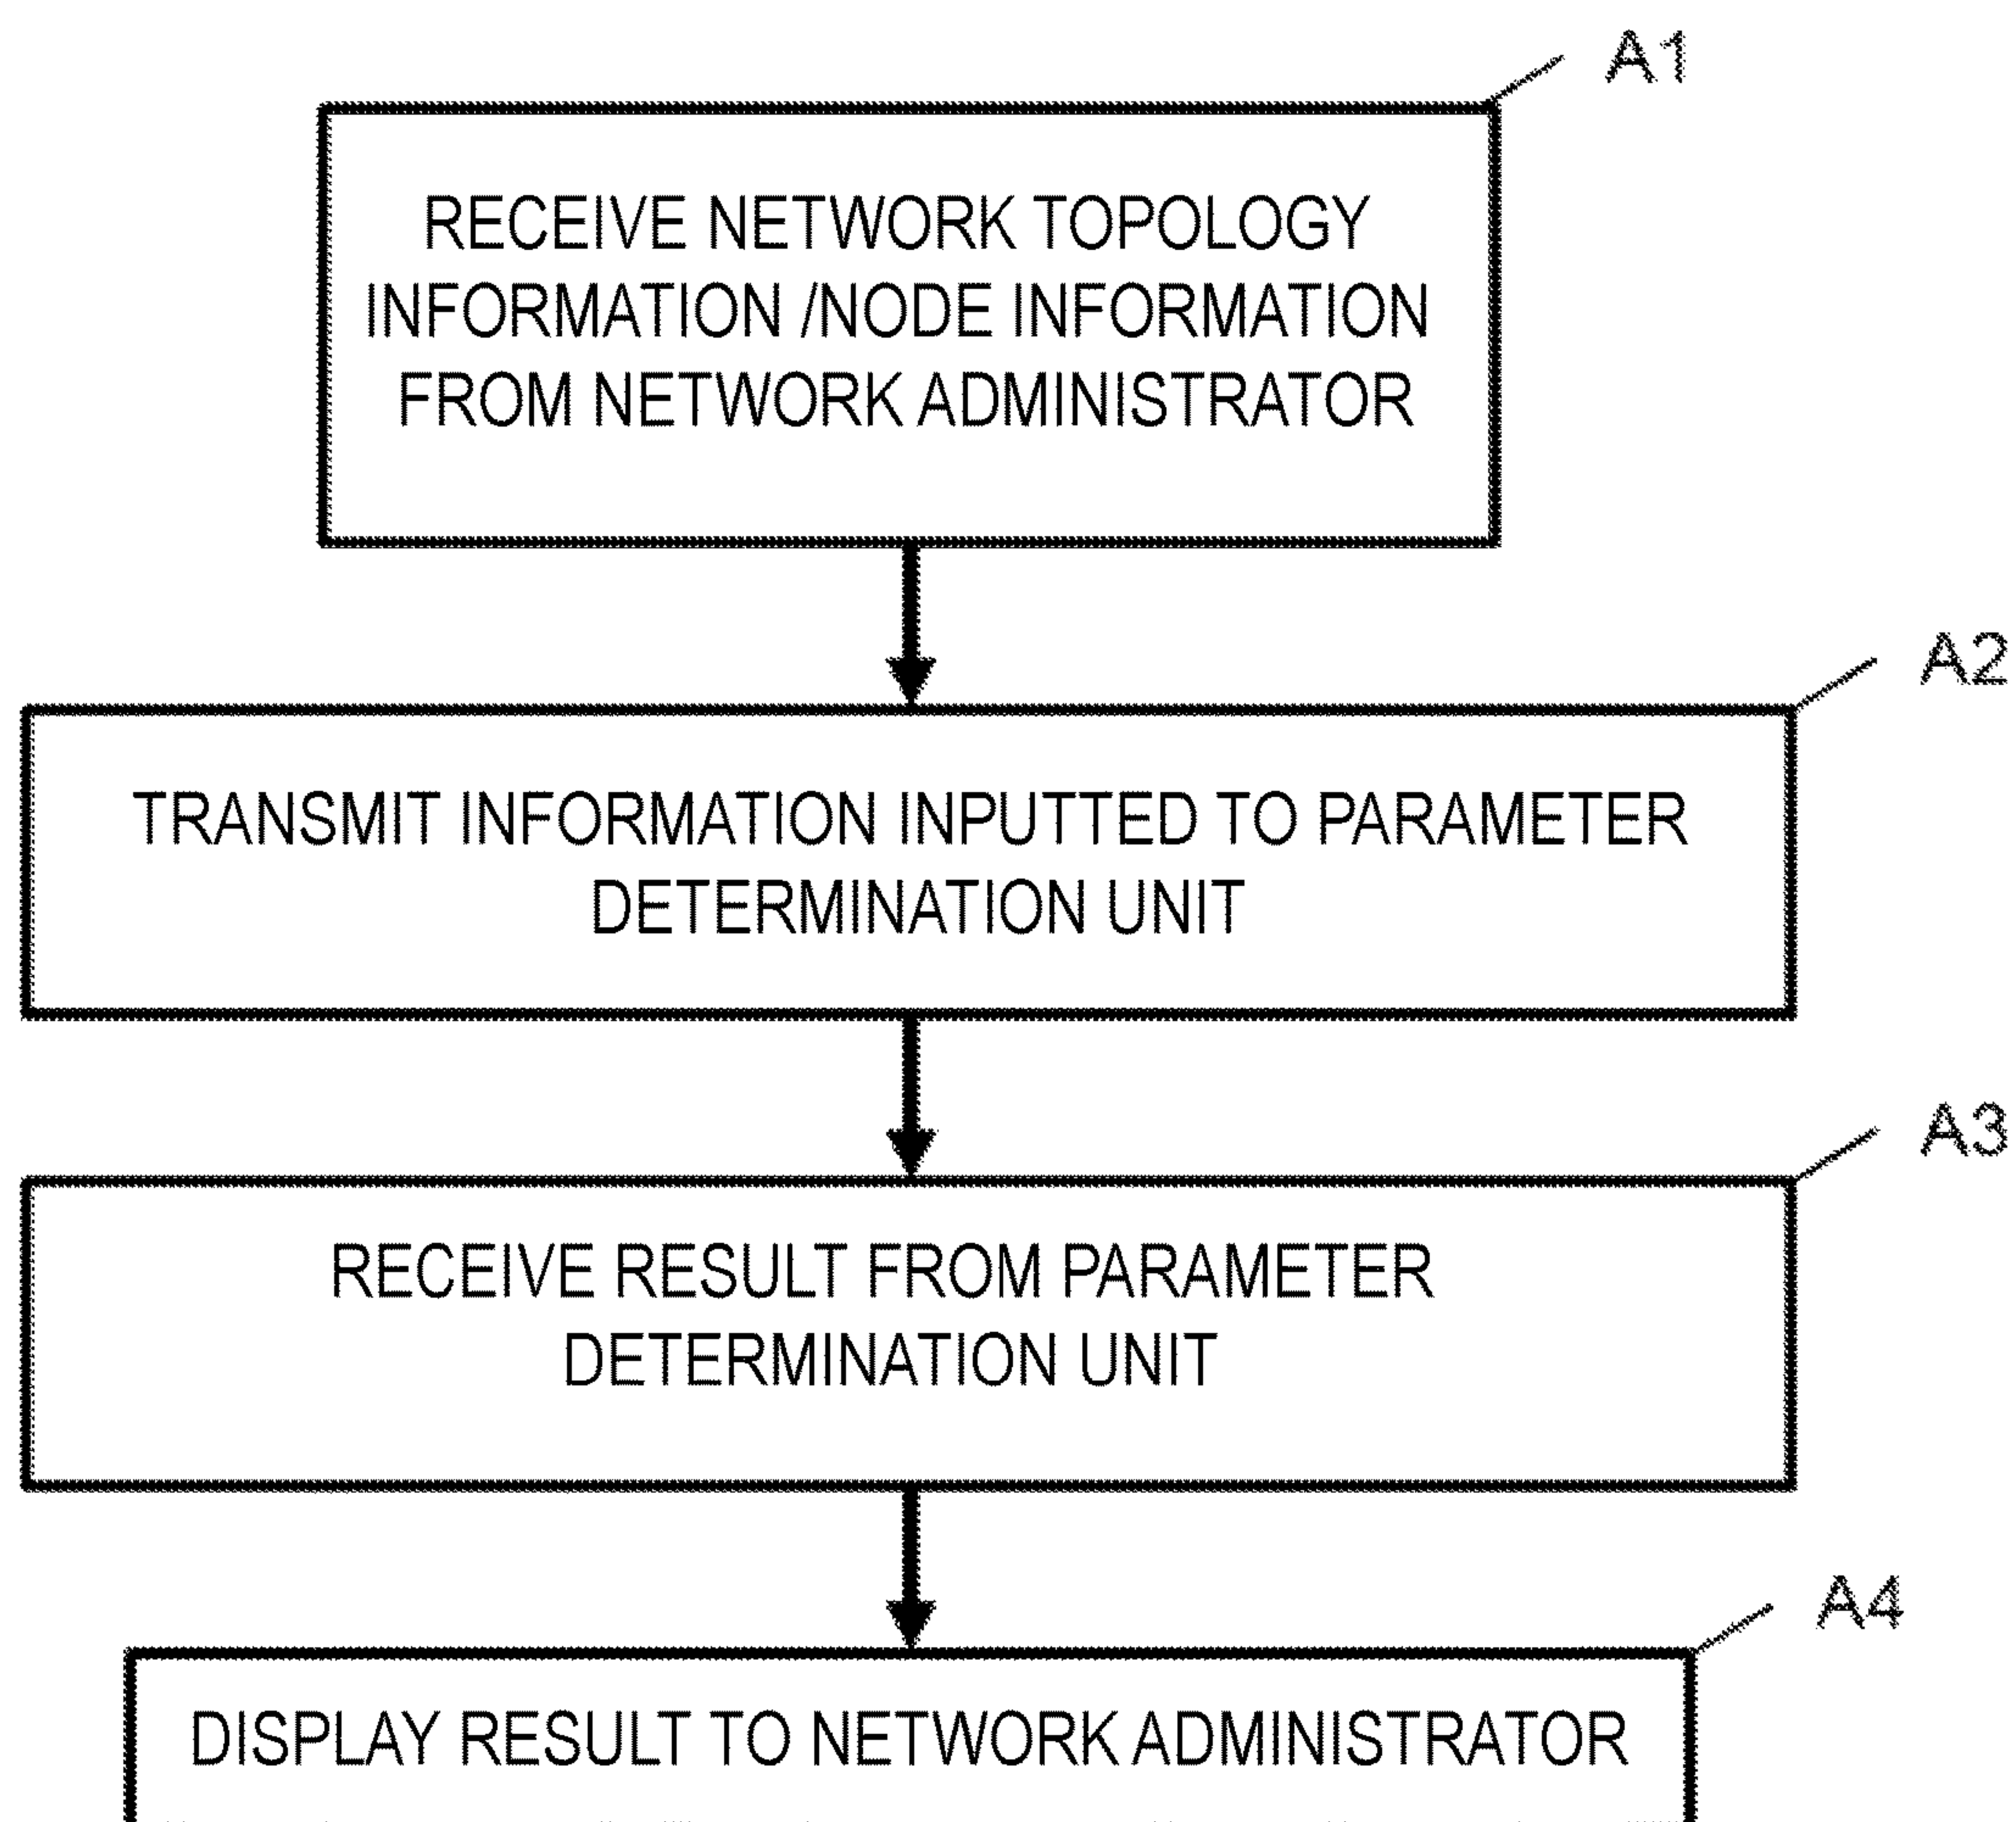 A1
RECEIVE NETWORK TOPOLOGY
INFORMATION /NODE INFORMATION
FROM NETWORK ADMINISTRATOR
A2
TRANSMIT INFORMATION INPUTTED TO PARAMETER
DETERMINATION UNIT
A3
RECEIVE RESULT FROM PARAMETER
DETERMINATION UNIT
A4
DISPLAY RESULT TO NETWORK ADMINISTRATOR